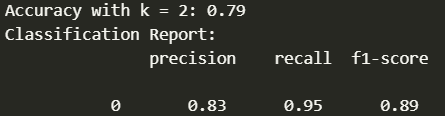 Accuracy with k = 2: 0.79
Classification Report:
precision recall f1-score
0 0.83 0.95 0.89